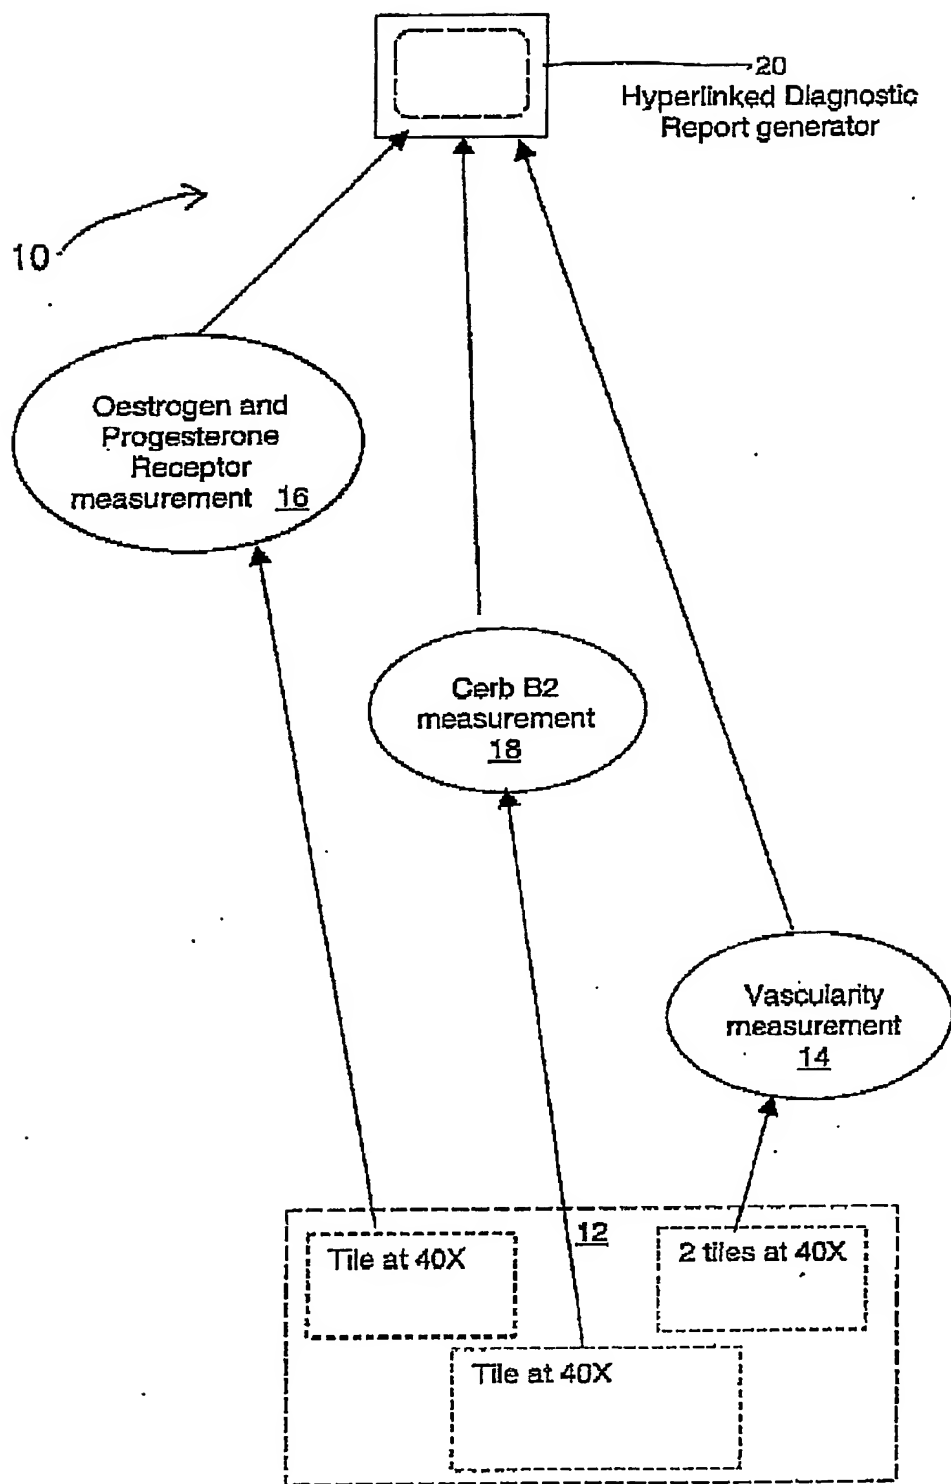 20
Hyperlinked Diagnostic
Report generator
10
Oestrogen and
Progesterone
Receptor
measurement 16
Cerb B2
measurement
18
Vascularity
measurement
14
12
Tile at 40X
2 tiles at 40X
Tile at 40X